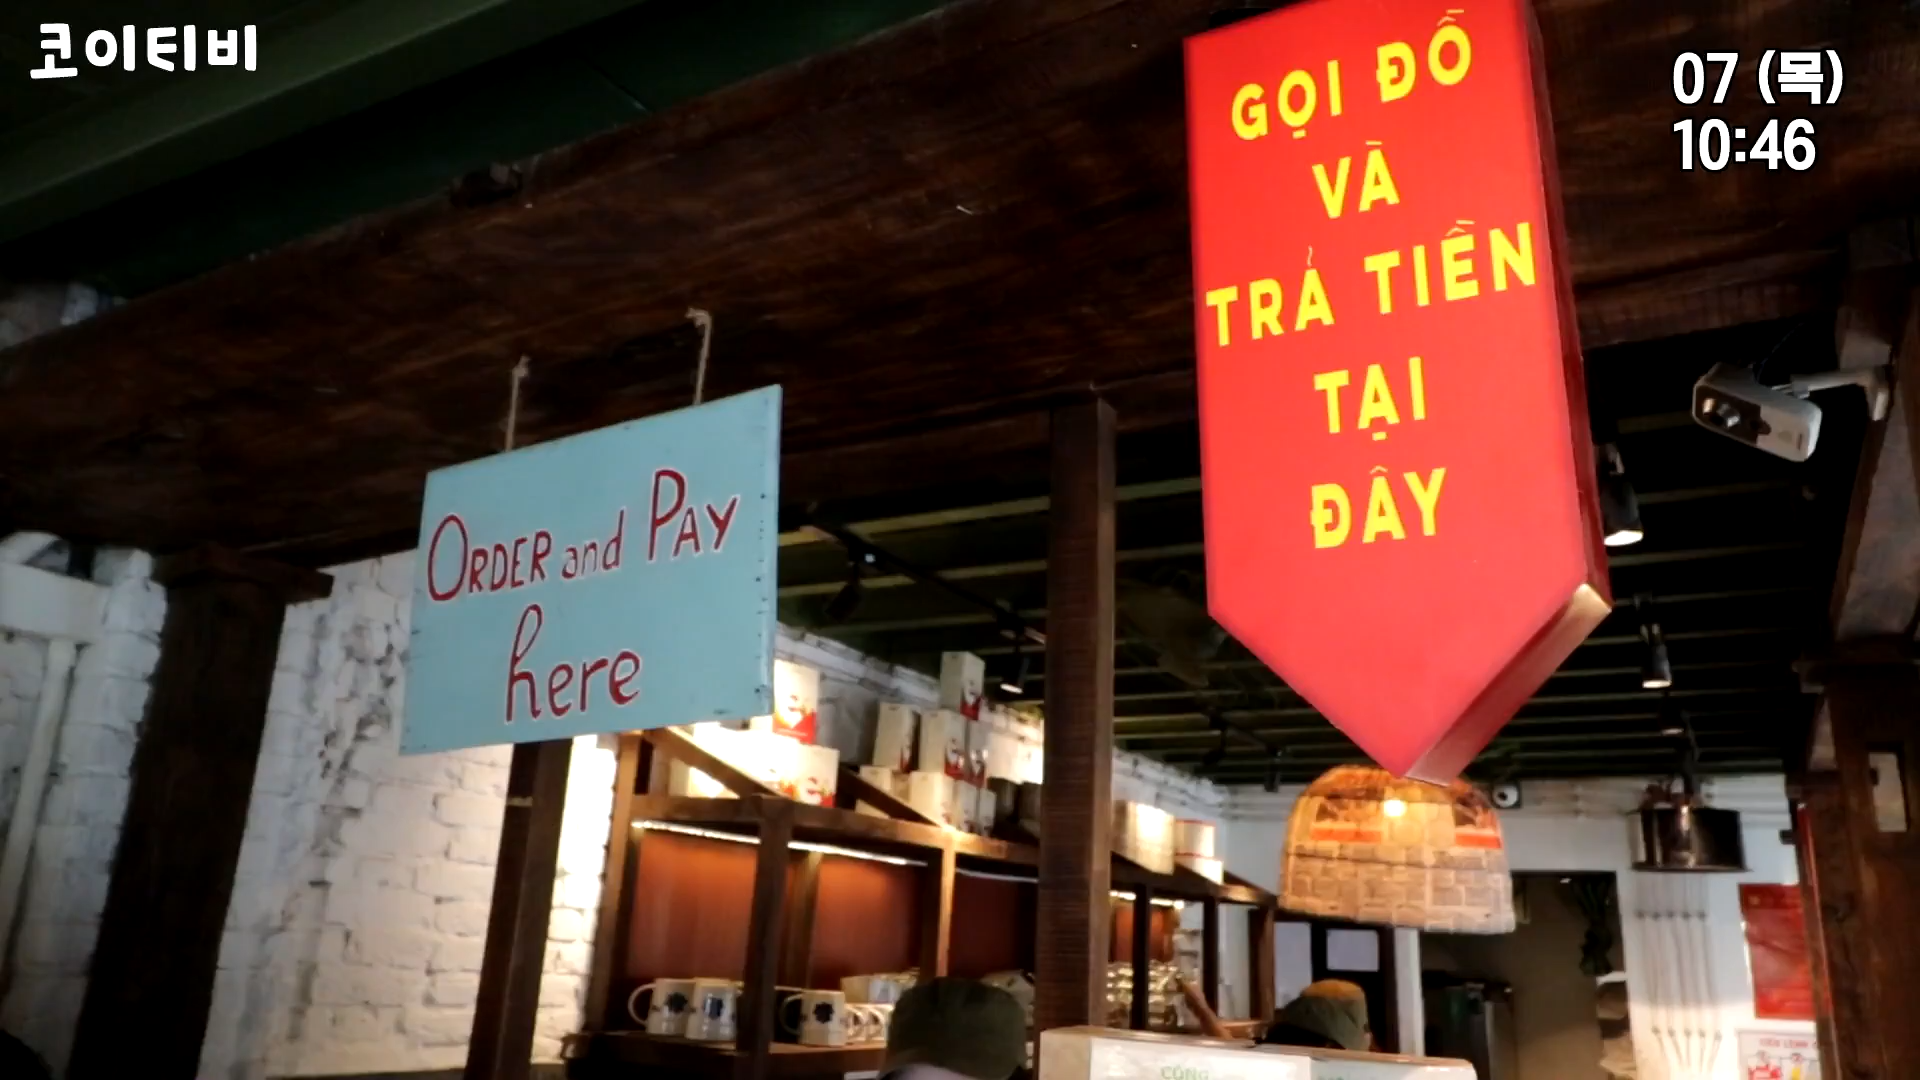 코이티비
07 (목)
10:46
GỌI ĐỒ
VÀ
TRẢ TIỀN
TẠI
ĐÂY
ORDER and PAY
here
CÔNG